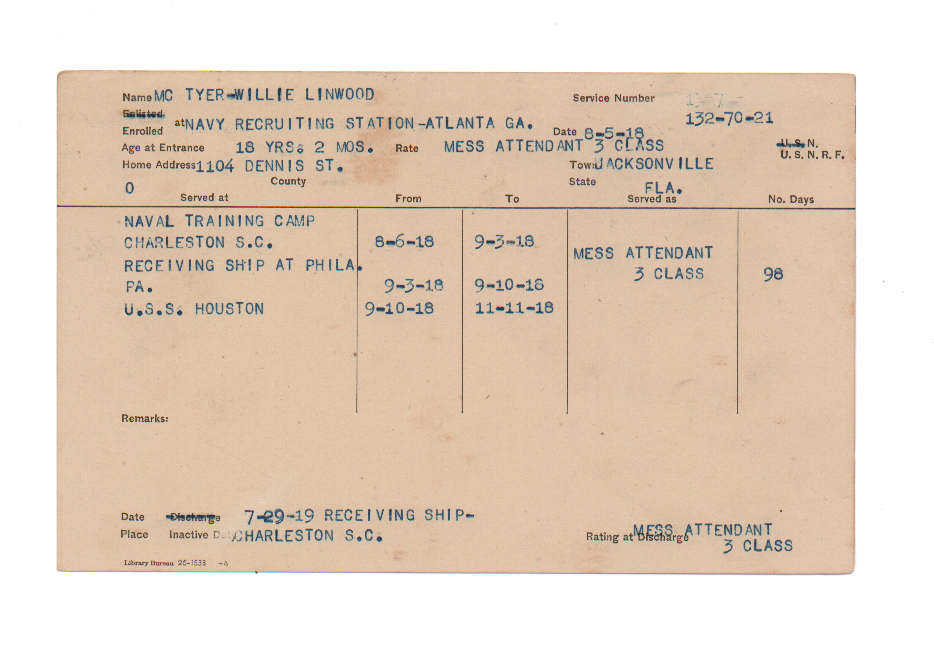 Name MC TYER-WILLIE LINWOOD Service Number
Enlisted
Enrolled at NAVY RECRUITING STATION-ATLANTA GA. Date 8-5-18 132-70-21
Age at Entrance 18 YRS. 2 MOS. Rate MESS ATTENDANT 3 CLASS U.S.N.
U. S. N. R. F.
Home Address 1104 DENNIS ST. Town JACKSONVILLE
O County State FLA.
Served at From To Served as No. Days
NAVAL TRAINING CAMP
CHARLESTON S.C. 8-6-18 9-3-18 MESS ATTENDANT
RECEIVING SHIP AT PHILA. 3 CLASS 98
PA. 9-3-18 9-10-18
U.S.S. HOUSTON 9-10-18 11-11-18
Remarks:
Date Discharge 7-29-19 RECEIVING SHIP-
Place Inactive Duty CHARLESTON S.C. Rating at Discharge MESS ATTENDANT
3 CLASS
Library Bureau 25-1533